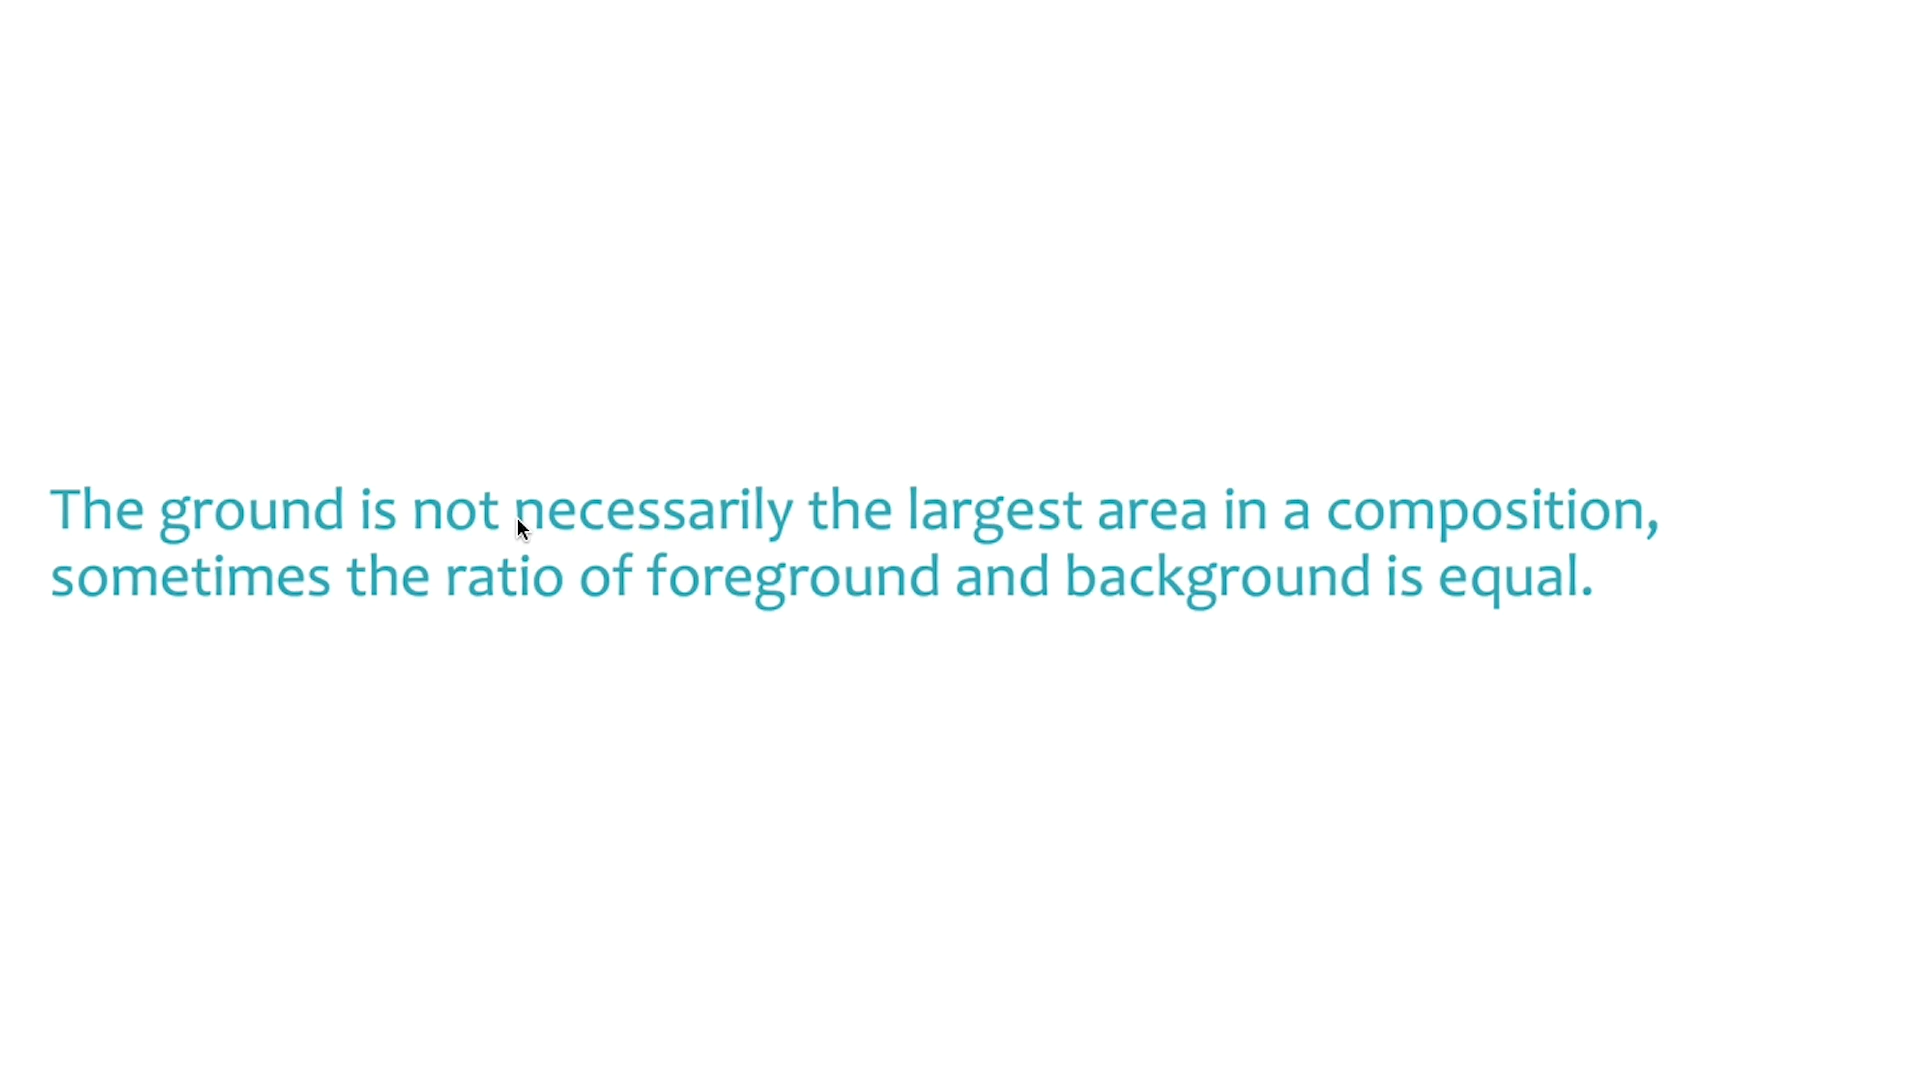 The ground is not necessarily the largest area in a composition,
sometimes the ratio of foreground and background is equal.